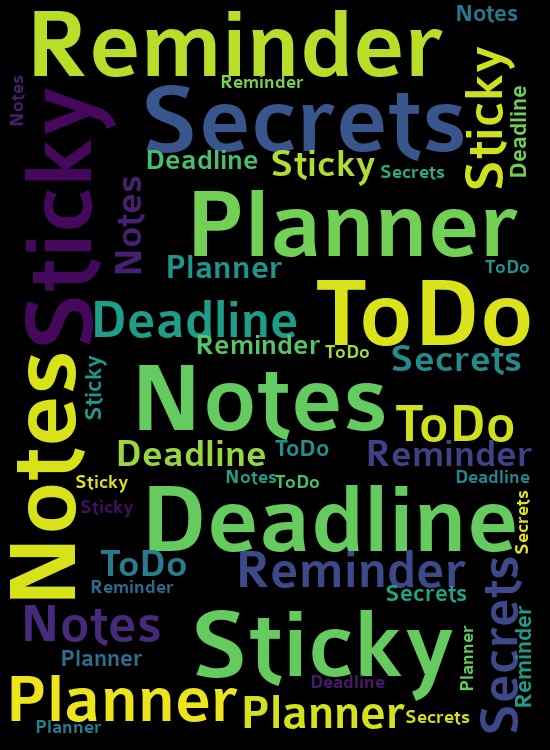 Notes
Reminder
Reminder
Notes
Secrets
Sticky
Deadline
Sticky
Deadline
Sticky
Secrets
Notes
Planner
Planner
ToDo
ToDo
Deadline
Reminder
ToDo
Secrets
Notes
Sticky
Notes
ToDo
Deadline
ToDo
Reminder
Sticky
Notes
ToDo
Deadline
Sticky
Deadline
Secrets
ToDo
Reminder
Reminder
Secrets
Secrets
Notes
Sticky
Reminder
Planner
Planner
Deadline
Planner
Planner
Secrets
Planner